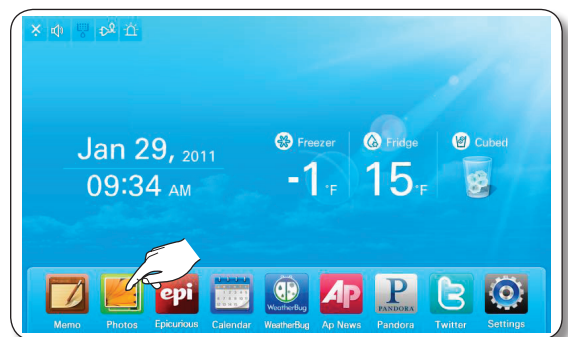 Freezer
Fridge
Cubed
Jan 29, 2011
09:34 AM
-1 °F
15 °F
epi
WeatherBug
AP
P
PANDORA
Memo
Photos
Epicurious
Calendar
WeatherBug
Ap News
Pandora
Twitter
Settings